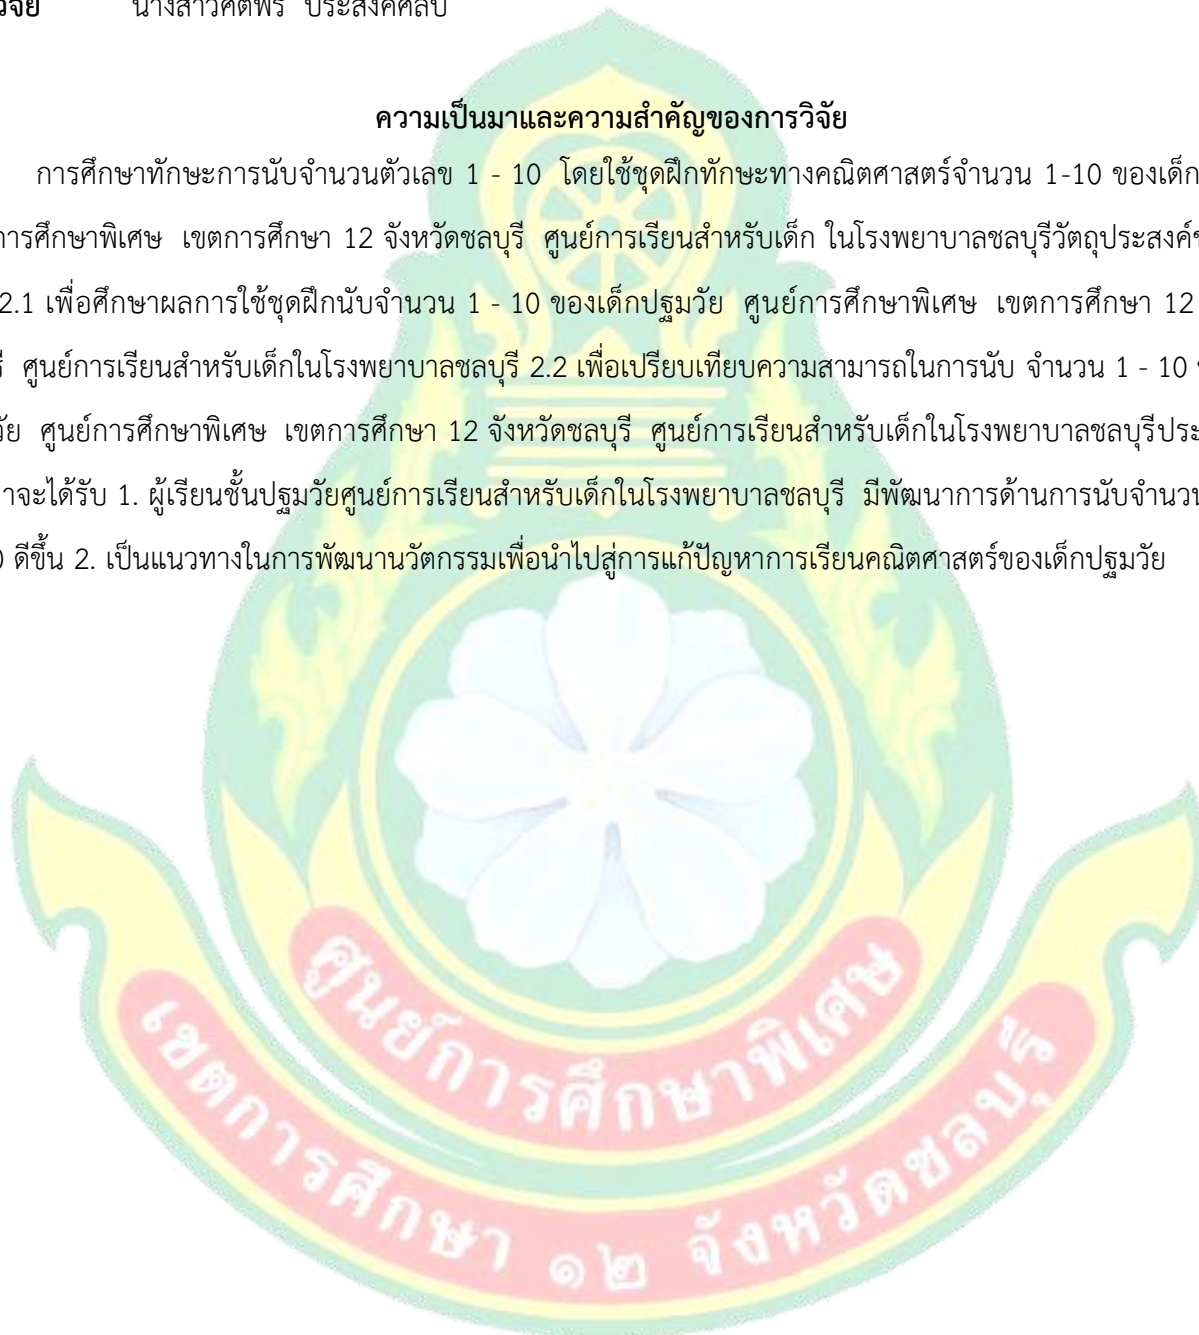 วิจัย นางสาวศตพร ประสงค์ศิลป์
ความเป็นมาและความสำคัญของการวิจัย
การศึกษาทักษะการนับจำนวนตัวเลข 1 - 10 โดยใช้ชุดฝึกทักษะทางคณิตศาสตร์จำนวน 1-10 ของเด็ก
การศึกษาพิเศษ เขตการศึกษา 12 จังหวัดชลบุรี ศูนย์การเรียนสำหรับเด็ก ในโรงพยาบาลชลบุรีวัตถุประสงค์
2.1 เพื่อศึกษาผลการใช้ชุดฝึกนับจำนวน 1 - 10 ของเด็กปฐมวัย ศูนย์การศึกษาพิเศษ เขตการศึกษา 12
รี ศูนย์การเรียนสำหรับเด็กในโรงพยาบาลชลบุรี 2.2 เพื่อเปรียบเทียบความสามารถในการนับ จำนวน 1 - 10
วัย ศูนย์การศึกษาพิเศษ เขตการศึกษา 12 จังหวัดชลบุรี ศูนย์การเรียนสำหรับเด็กในโรงพยาบาลชลบุรีประ
าจะได้รับ 1. ผู้เรียนชั้นปฐมวัยศูนย์การเรียนสำหรับเด็กในโรงพยาบาลชลบุรี มีพัฒนาการด้านการนับจำนวน
0 ดีขึ้น 2. เป็นแนวทางในการพัฒนานวัตกรรมเพื่อนำไปสู่การแก้ปัญหาการเรียนคณิตศาสตร์ของเด็กปฐมวัย
ศูนย์การศึกษาพิเศษ
เขตการศึกษา ๑๒ จังหวัดชลบุรี